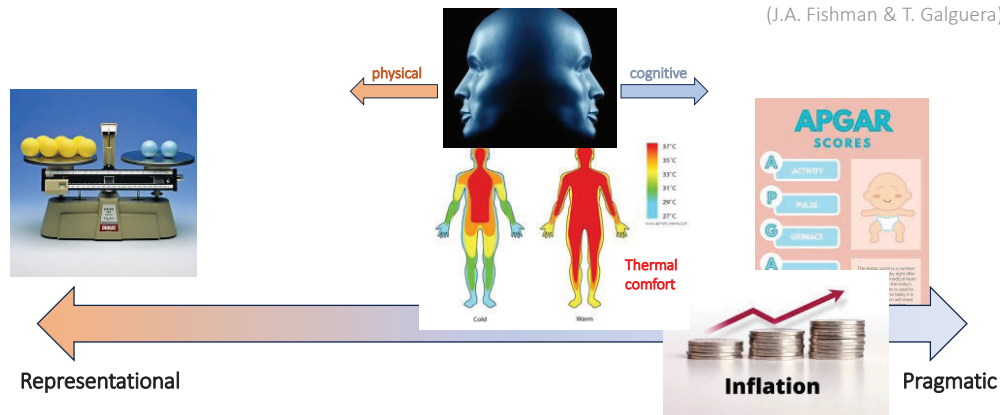 (J.A. Fishman & T. Galguera)
physical
cognitive
APGAR
SCORES
A
ACTIVITY
P
PULSE
G
GRIMACE
A
37°C
35°C
33°C
31°C
29°C
27°C
Thermal
comfort
Cold
Warm
Inflation
Representational
Pragmatic